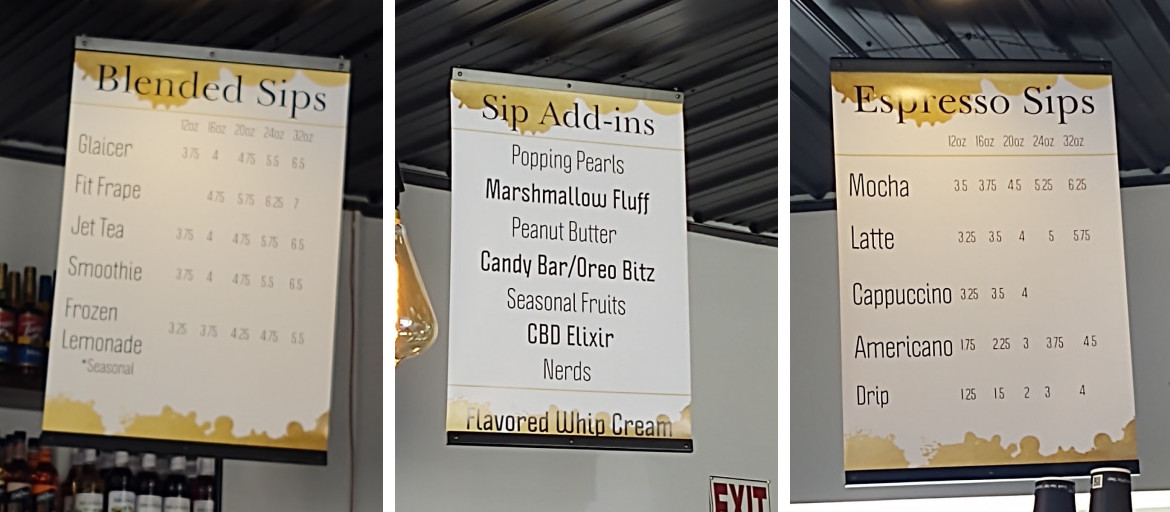 Blended Sips
12oz 16oz 20oz 24oz 32oz
Glaicer 3.75 4 4.75 5.5 6.5
Fit Frape 4.75 5.75 6.25 7
Jet Tea 3.75 4 4.75 5.75 6.5
Smoothie 3.75 4 4.75 5.5 6.5
Frozen
Lemonade 3.25 3.75 4.25 4.75 5.5
*Seasonal
Sip Add-ins
Popping Pearls
Marshmallow Fluff
Peanut Butter
Candy Bar/Oreo Bitz
Seasonal Fruits
CBD Elixir
Nerds
Flavored Whip Cream
EXIT
Espresso Sips
12oz 16oz 20oz 24oz 32oz
Mocha 3.5 3.75 4.5 5.25 6.25
Latte 3.25 3.5 4 5 5.75
Cappuccino 3.25 3.5 4
Americano 1.75 2.25 3 3.75 4.5
Drip 1.25 1.5 2 3 4